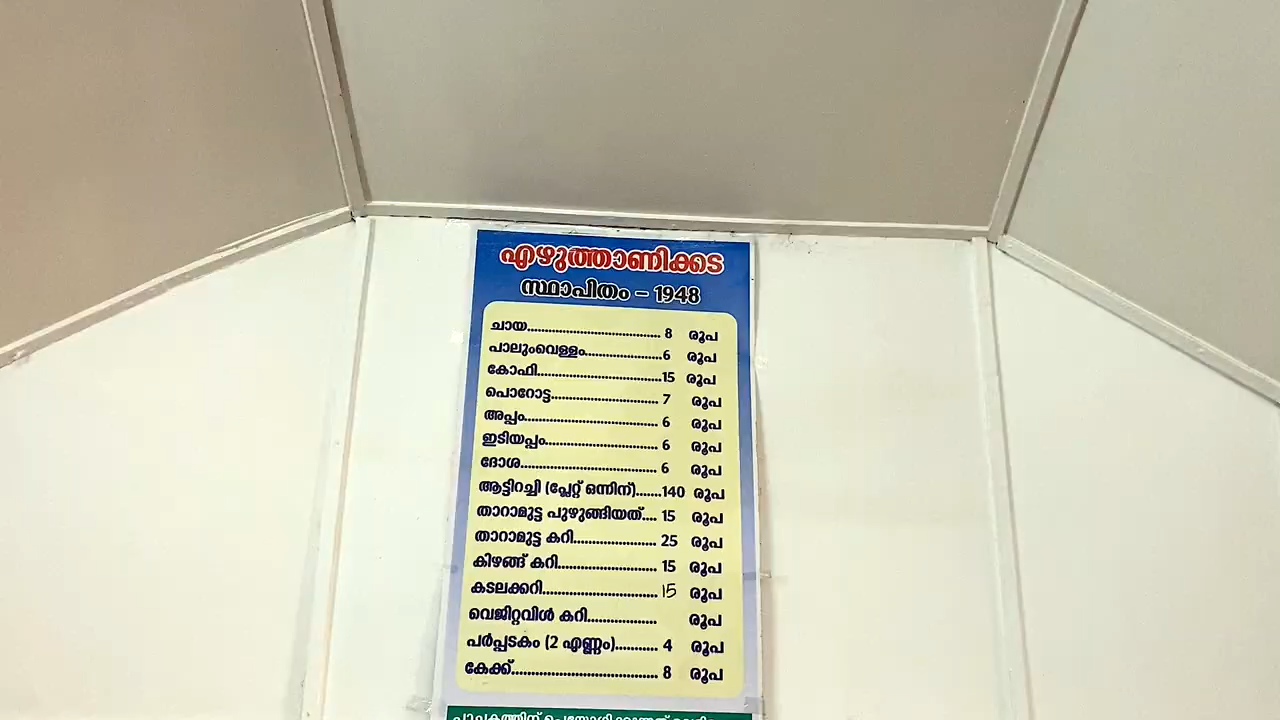 എഴുത്താണിക്കട
സ്ഥാപിതം – 1948
ചായ.................................... 8 രൂപ
പാലുംവെള്ളം.....................6 രൂപ
കോഫി..................................15 രൂപ
പൊറോട്ട............................. 7 രൂപ
അപ്പം.................................... 6 രൂപ
ഇടിയപ്പം............................... 6 രൂപ
ദോശ..................................... 6 രൂപ
ആട്ടിറച്ചി (പ്ലേറ്റ് ഒന്നിന്).......140 രൂപ
താറാമുട്ട പുഴുങ്ങിയത്.... 15 രൂപ
താറാമുട്ട കറി....................... 25 രൂപ
കിഴങ്ങ് കറി........................... 15 രൂപ
കടലക്കറി................................ 15 രൂപ
വെജിറ്റവിൾ കറി................... രൂപ
പർപ്പടകം (2 എണ്ണം)............ 4 രൂപ
കേക്ക്......................................... 8 രൂപ